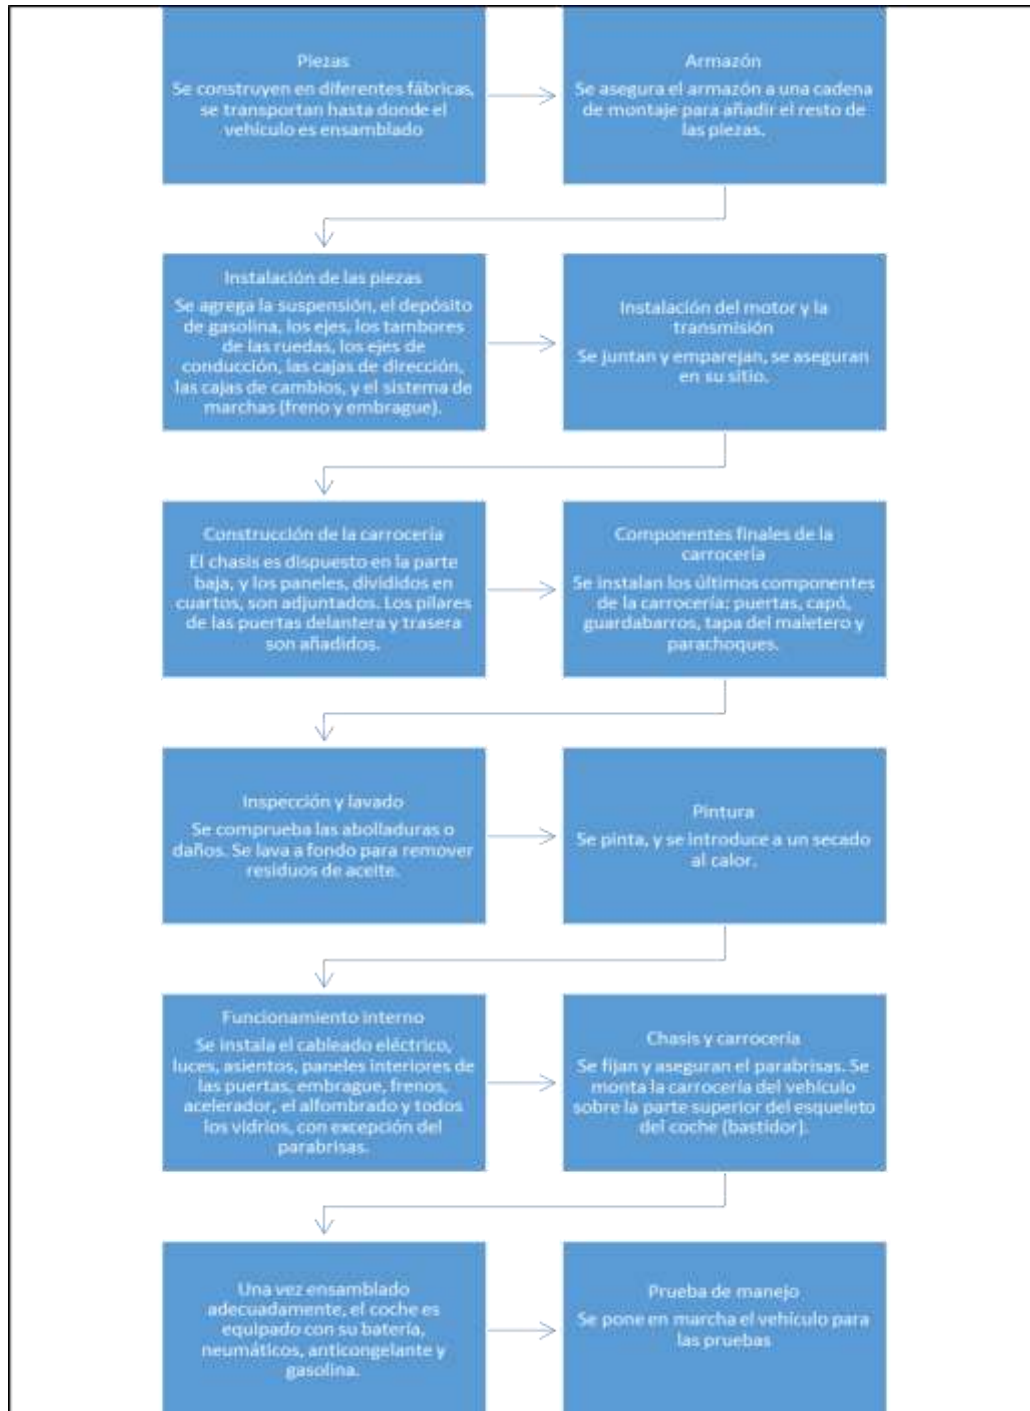 Piezas
Se construyen en diferentes fábricas,
se transportan hasta donde el
vehículo es ensamblado
Armazón
Se asegura el armazón a una cadena
de montaje para añadir el resto de
las piezas.
Instalación de las piezas
Se agrega la suspensión, el depósito
de gasolina, los ejes, los tambores
de las ruedas, los ejes de
conducción, las cajas de dirección,
las cajas de cambios, y el sistema de
marchas (freno y embrague).
Instalación del motor y la
transmisión
Se juntan y emparejan, se aseguran
en su sitio.
Construcción de la carrocería
El chasis es dispuesto en la parte
baja, y los paneles, divididos en
cuartos, son adjuntados. Los pilares
de las puertas delantera y trasera
son añadidos.
Componentes finales de la
carrocería
Se instalan los últimos componentes
de la carrocería: puertas, capó,
guardabarros, tapa del maletero y
parachoques.
Inspección y lavado
Se comprueba las abolladuras o
daños. Se lava a fondo para remover
residuos de aceite.
Pintura
Se pinta, y se introduce a un secado
al calor.
Funcionamiento interno
Se instala el cableado eléctrico,
luces, asientos, paneles interiores de
las puertas, embrague, frenos,
acelerador, el alfombrado y todos
los vidrios, con excepción del
parabrisas.
Chasis y carrocería
Se fijan y aseguran el parabrisas. Se
monta la carrocería del vehículo
sobre la parte superior del esqueleto
del coche (bastidor).
Una vez ensamblado
adecuadamente, el coche es
equipado con su batería,
neumáticos, anticongelante y
gasolina.
Prueba de manejo
Se pone en marcha el vehículo para
las pruebas